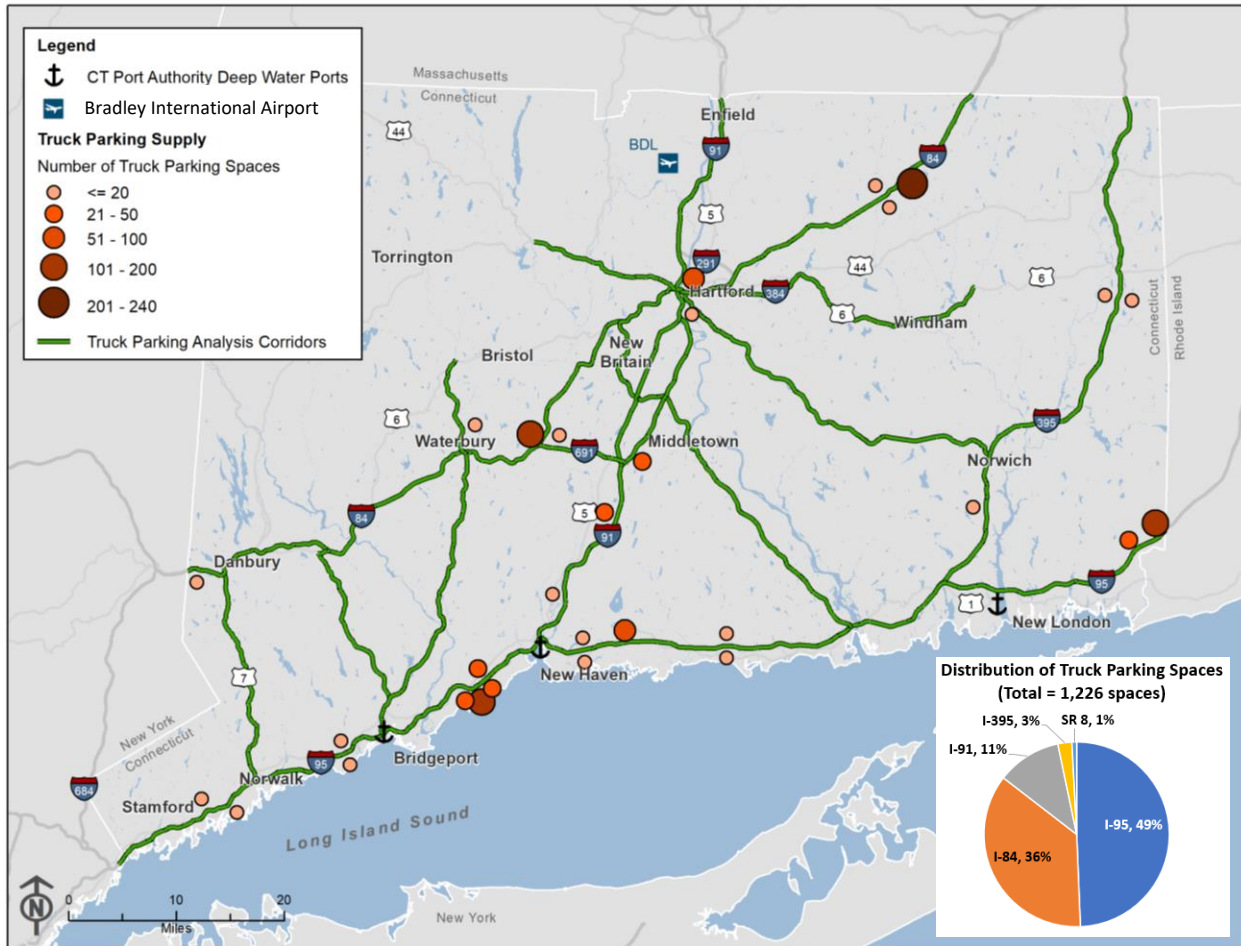 Legend
CT Port Authority Deep Water Ports
Bradley International Airport
Truck Parking Supply
Number of Truck Parking Spaces
<= 20
21 - 50
51 - 100
101 - 200
201 - 240
Truck Parking Analysis Corridors
Massachusetts
Connecticut
44
Enfield
BDL
91
84
5
Torrington
291
44
6
Hartford
384
6
Windham
Connecticut
Rhode Island
Bristol
New
Britain
6
Waterbury
691
Middletown
395
Norwich
5
91
84
Danbury
95
1
New London
7
New Haven
New York
Connecticut
Bridgeport
95
Norwalk
684
Stamford
Long Island Sound
N
0
10
20
Miles
New York
Distribution of Truck Parking Spaces
(Total = 1,226 spaces)
I-395, 3%
SR 8, 1%
I-91, 11%
I-95, 49%
I-84, 36%